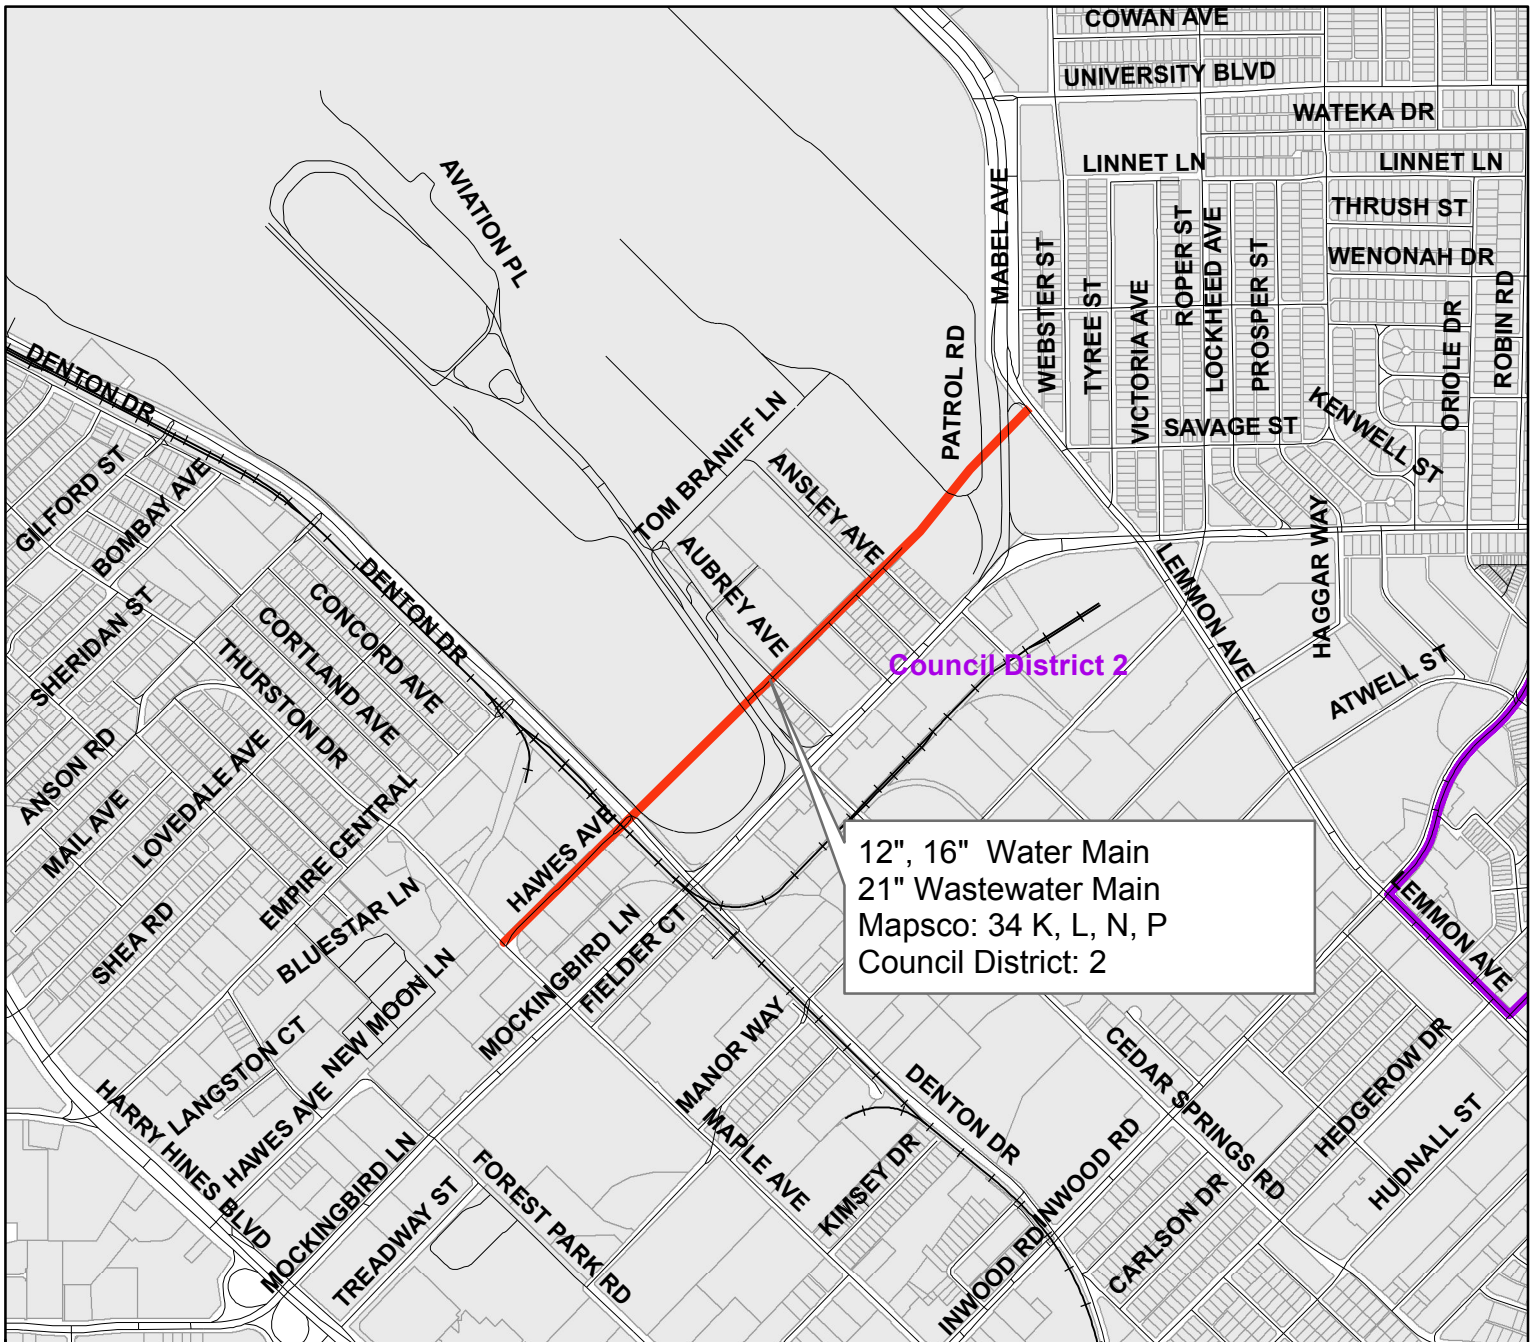 COWAN AVE
UNIVERSITY BLVD
WATEKA DR
LINNET LN
LINNET LN
AVIATION PL
MABEL AVE
THRUSH ST
WENONAH DR
WEBSTER ST
TYREE ST
VICTORIA AVE
ROPER ST
LOCKHEED AVE
PROSPER ST
ORIOLE DR
ROBIN RD
DENTON DR
PATROL RD
TOM BRANIFF LN
ANSLEY AVE
SAVAGE ST
KENWELL ST
GILFORD ST
BOMBAY AVE
AUBREY AVE
HAGGAR WAY
LEMMON AVE
DENTON DR
CONCORD AVE
CORTLAND AVE
THURSTON DR
SHERIDAN ST
Council District 2
ATWELL ST
ANSON RD
MAIL AVE
LOVEDALE AVE
EMPIRE CENTRAL
HAWES AVE
12", 16"  Water Main
21" Wastewater Main
Mapsco: 34 K, L, N, P
Council District: 2
LEMMON AVE
SHEA RD
BLUESTAR LN
NEW MOON LN
MOCKINGBIRD LN
FIELDER CT
LANGSTON CT
HAWES AVE
HARRY HINES BLVD
MOCKINGBIRD LN
TREADWAY ST
FOREST PARK RD
MANOR WAY
MAPLE AVE
KIMSEY DR
DENTON DR
CEDAR SPRINGS RD
INWOOD RD
INWOOD RD
CARLSON DR
HEDGEROW DR
HUDNALL ST